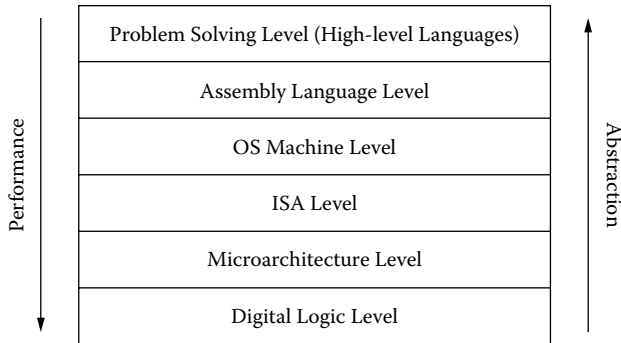 Problem Solving Level (High-level Languages)
Assembly Language Level
OS Machine Level
ISA Level
Microarchitecture Level
Digital Logic Level
Performance
Abstraction